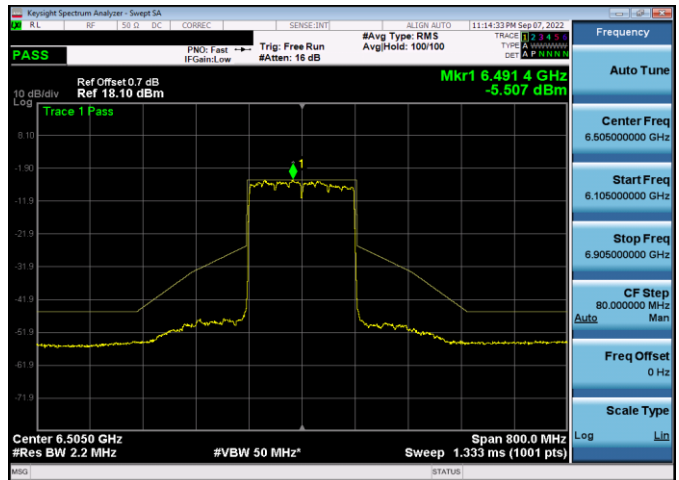 Keysight Spectrum Analyzer - Swept SA
LXI RL RF 50 Ω DC CORREC SENSE:INT ALIGN AUTO 11:14:33 PM Sep 07, 2022
PASS
PNO: Fast
IFGain:Low
Trig: Free Run
#Atten: 16 dB
#Avg Type: RMS
Avg|Hold: 100/100
TRACE 1 2 3 4 5 6
TYPE A WWWWW
DET A P N N N N
Mkr1 6.491 4 GHz
-5.507 dBm
Ref Offset 0.7 dB
10 dB/div Ref 18.10 dBm
Log
Trace 1 Pass
1
8.10
-1.90
-11.9
-21.9
-31.9
-41.9
-51.9
-61.9
-71.9
Center 6.5050 GHz Span 800.0 MHz
#Res BW 2.2 MHz #VBW 50 MHz* Sweep 1.333 ms (1001 pts)
MSG STATUS
Frequency
Auto Tune
Center Freq
6.505000000 GHz
Start Freq
6.105000000 GHz
Stop Freq
6.905000000 GHz
CF Step
80.000000 MHz
Auto Man
Freq Offset
0 Hz
Scale Type
Log Lin